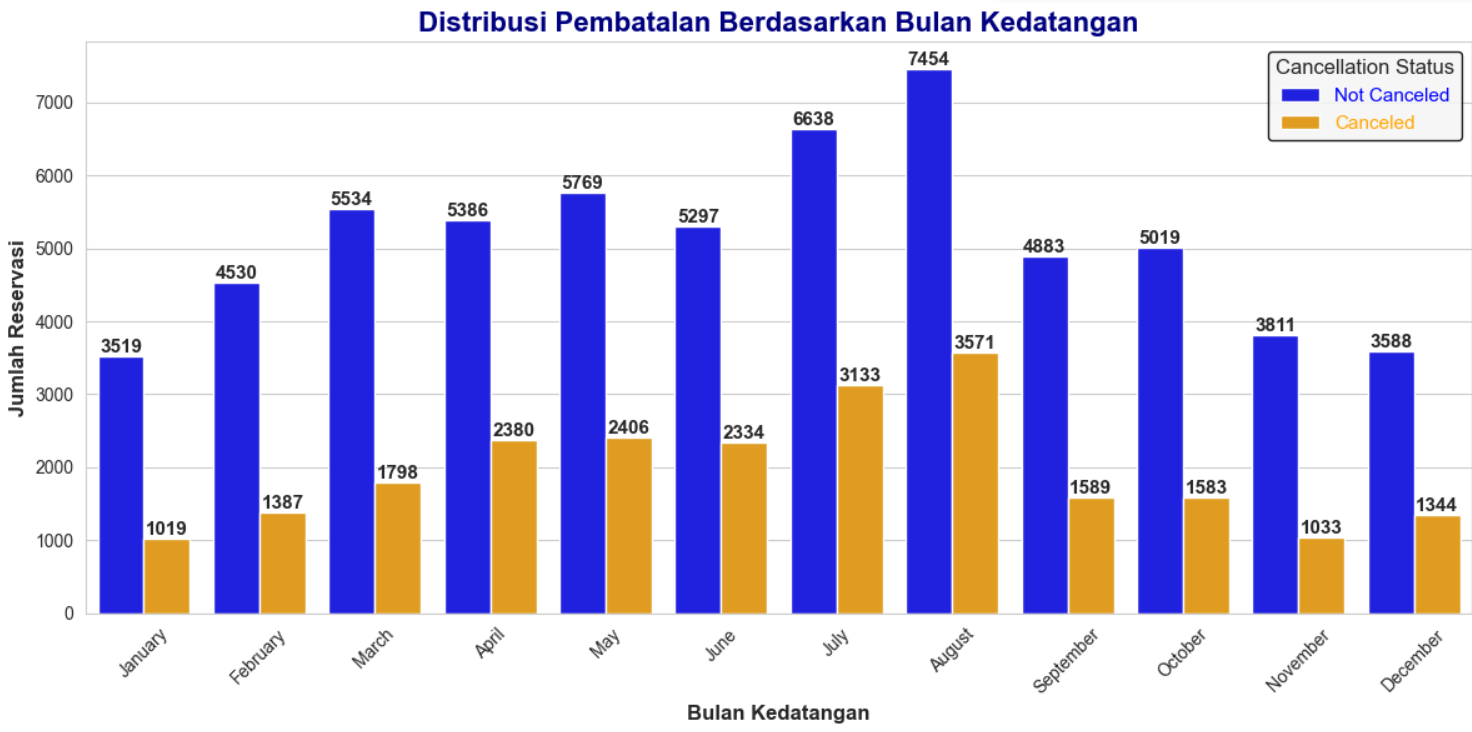 Distribusi Pembatalan Berdasarkan Bulan Kedatangan
Cancellation Status
Not Canceled
Canceled
Jumlah Reservasi
7000
6000
5000
4000
3000
2000
1000
0
3519
1019
4530
1387
5534
1798
5386
2380
5769
2406
5297
2334
6638
3133
7454
3571
4883
1589
5019
1583
3811
1033
3588
1344
January
February
March
April
May
June
July
August
September
October
November
December
Bulan Kedatangan